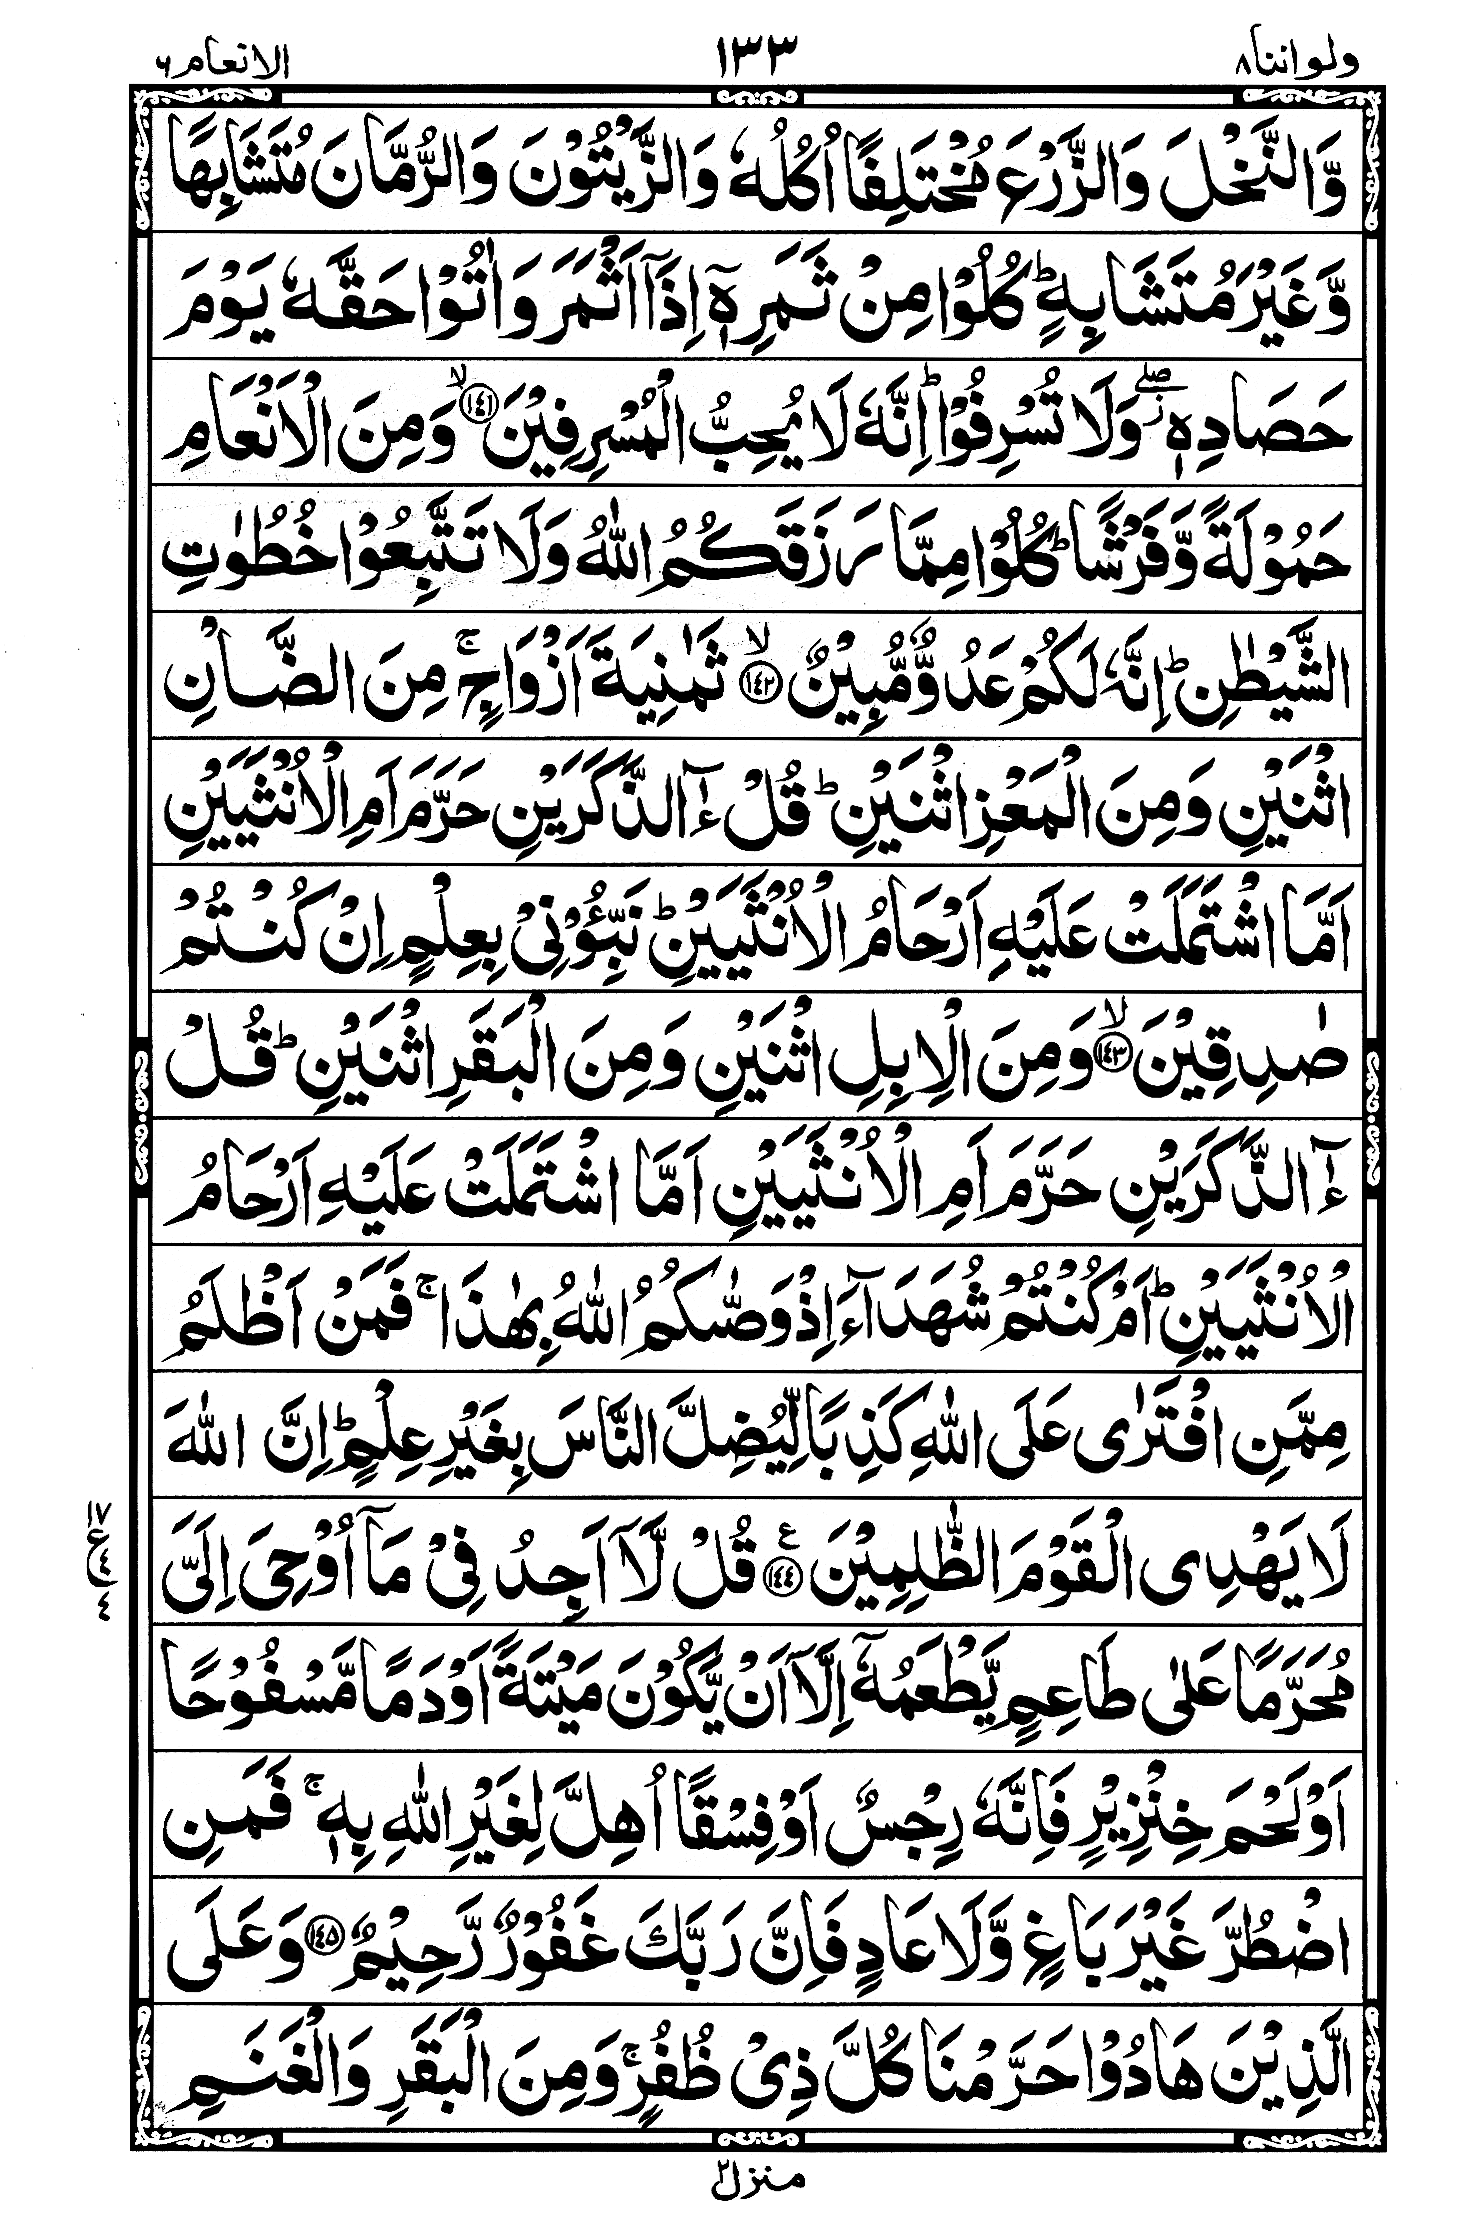 ولو اننا ٨
١٣٣
الانعام ٦
وَّالنَّخْلَ وَالزَّرْعَ مُخْتَلِفًا اُكُلُهٗ وَالزَّيْتُوْنَ وَالرُّمَّانَ مُتَشَابِهًا
وَّغَيْرَ مُتَشَابِهٍ ؕ كُلُوْا مِنْ ثَمَرِهٖۤ اِذَاۤ اَثْمَرَ وَاٰتُوْا حَقَّهٗ يَوْمَ
حَصَادِهٖ ۖز وَلَا تُسْرِفُوْا ؕ اِنَّهٗ لَا يُحِبُّ الْمُسْرِفِيْنَ ﴿١٤١﴾ۙ وَمِنَ الْاَنْعَامِ
حَمُوْلَةً وَّفَرْشًا ؕ كُلُوْا مِمَّا رَزَقَكُمُ اللّٰهُ وَلَا تَتَّبِعُوْا خُطُوٰتِ
الشَّيْطٰنِ ؕ اِنَّهٗ لَكُمْ عَدُوٌّ مُّبِيْنٌ ﴿١٤٢﴾ۙ ثَمٰنِيَةَ اَزْوَاجٍ ۚ مِنَ الضَّاْنِ
اثْنَيْنِ وَمِنَ الْمَعْزِ اثْنَيْنِ ؕ قُلْ ءٰٓالذَّكَرَيْنِ حَرَّمَ اَمِ الْاُنْثَيَيْنِ
اَمَّا اشْتَمَلَتْ عَلَيْهِ اَرْحَامُ الْاُنْثَيَيْنِ ؕ نَبِّـُٔوْنِیْ بِعِلْمٍ اِنْ كُنْتُمْ
صٰدِقِيْنَ ﴿١٤٣﴾ۙ وَمِنَ الْاِبِلِ اثْنَيْنِ وَمِنَ الْبَقَرِ اثْنَيْنِ ؕ قُلْ
ءٰٓالذَّكَرَيْنِ حَرَّمَ اَمِ الْاُنْثَيَيْنِ اَمَّا اشْتَمَلَتْ عَلَيْهِ اَرْحَامُ
الْاُنْثَيَيْنِ ؕ اَمْ كُنْتُمْ شُهَدَآءَ اِذْ وَصّٰىكُمُ اللّٰهُ بِهٰذَا ۚ فَمَنْ اَظْلَمُ
مِمَّنِ افْتَرٰى عَلَى اللّٰهِ كَذِبًا لِّيُضِلَّ النَّاسَ بِغَيْرِ عِلْمٍ ؕ اِنَّ اللّٰهَ
لَا يَهْدِى الْقَوْمَ الظّٰلِمِيْنَ ﴿١٤٤﴾ع قُلْ لَّاۤ اَجِدُ فِیْ مَاۤ اُوْحِیَ اِلَیَّ
١٧
ع ٤
٤
مُحَرَّمًا عَلٰى طَاعِمٍ يَّطْعَمُهٗۤ اِلَّاۤ اَنْ يَّكُوْنَ مَيْتَةً اَوْ دَمًا مَّسْفُوْحًا
اَوْ لَحْمَ خِنْزِيْرٍ فَاِنَّهٗ رِجْسٌ اَوْ فِسْقًا اُهِلَّ لِغَيْرِ اللّٰهِ بِهٖ ۚ فَمَنِ
اضْطُرَّ غَيْرَ بَاغٍ وَّلَا عَادٍ فَاِنَّ رَبَّكَ غَفُوْرٌ رَّحِيْمٌ ﴿١٤٥﴾ وَعَلَى
الَّذِيْنَ هَادُوْا حَرَّمْنَا كُلَّ ذِیْ ظُفُرٍ ۚ وَمِنَ الْبَقَرِ وَالْغَنَمِ
منزل ٢